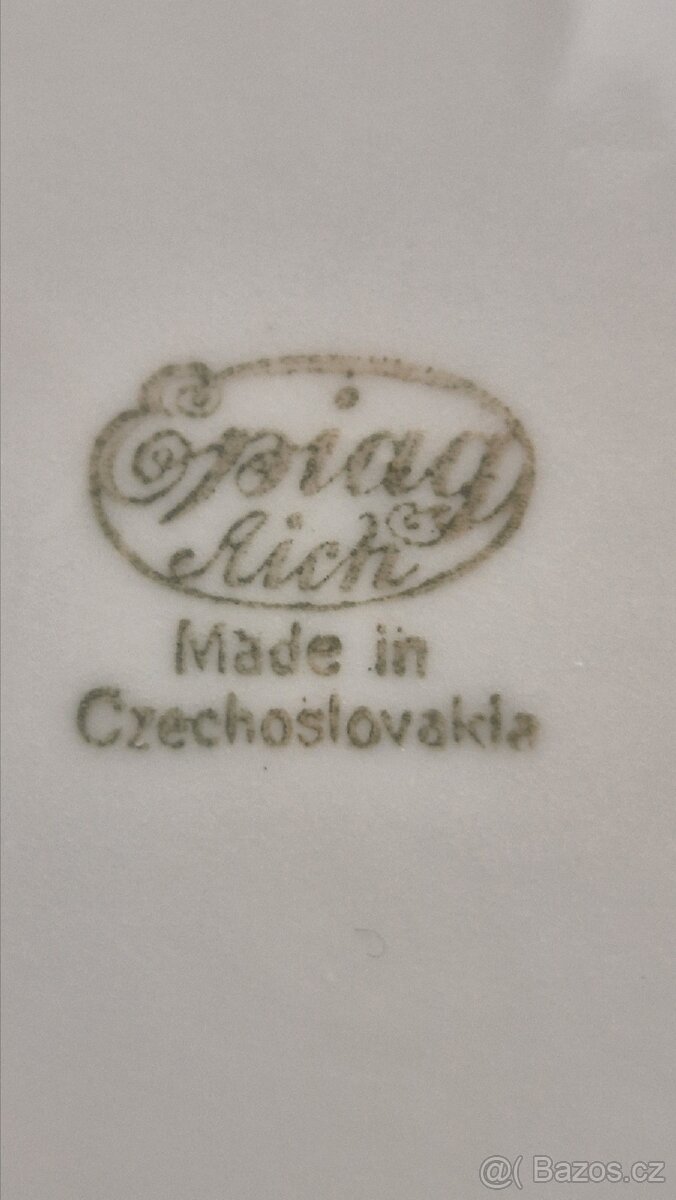 Epiag
Aich
Made in
Czechoslovakia
@( Bazos.cz